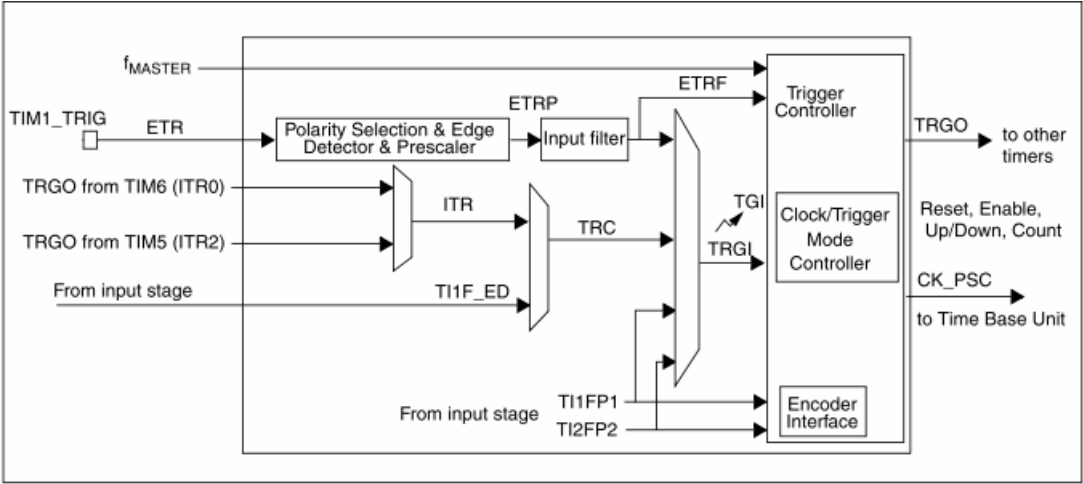 fMASTER
TIM1_TRIG
ETR
Polarity Selection & Edge
Detector & Prescaler
ETRP
Input filter
ETRF
Trigger
Controller
TRGO
to other
timers
TRGO from TIM6 (ITR0)
ITR
TRGO from TIM5 (ITR2)
TRC
TGI
TRGI
Clock/Trigger
Mode
Controller
Reset, Enable,
Up/Down, Count
From input stage
TI1F_ED
CK_PSC
to Time Base Unit
From input stage
TI1FP1
TI2FP2
Encoder
Interface